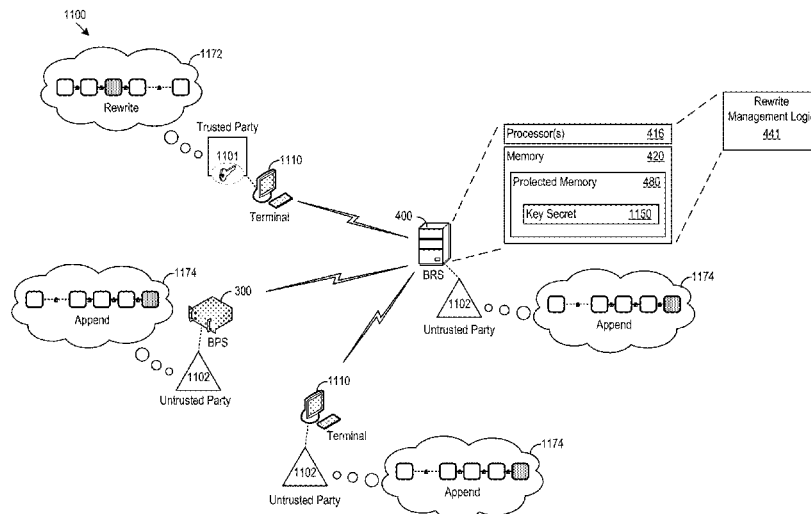 1100
1172
Rewrite
Trusted Party
1101
1110
Terminal
Processor(s) 416
Memory 420
Protected Memory 480
Key Secret 1150
Rewrite
Management Logic
441
400
BRS
1174
Append
300
BPS
1102
Untrusted Party
1102
Untrusted Party
1174
Append
1110
Terminal
1102
Untrusted Party
1174
Append